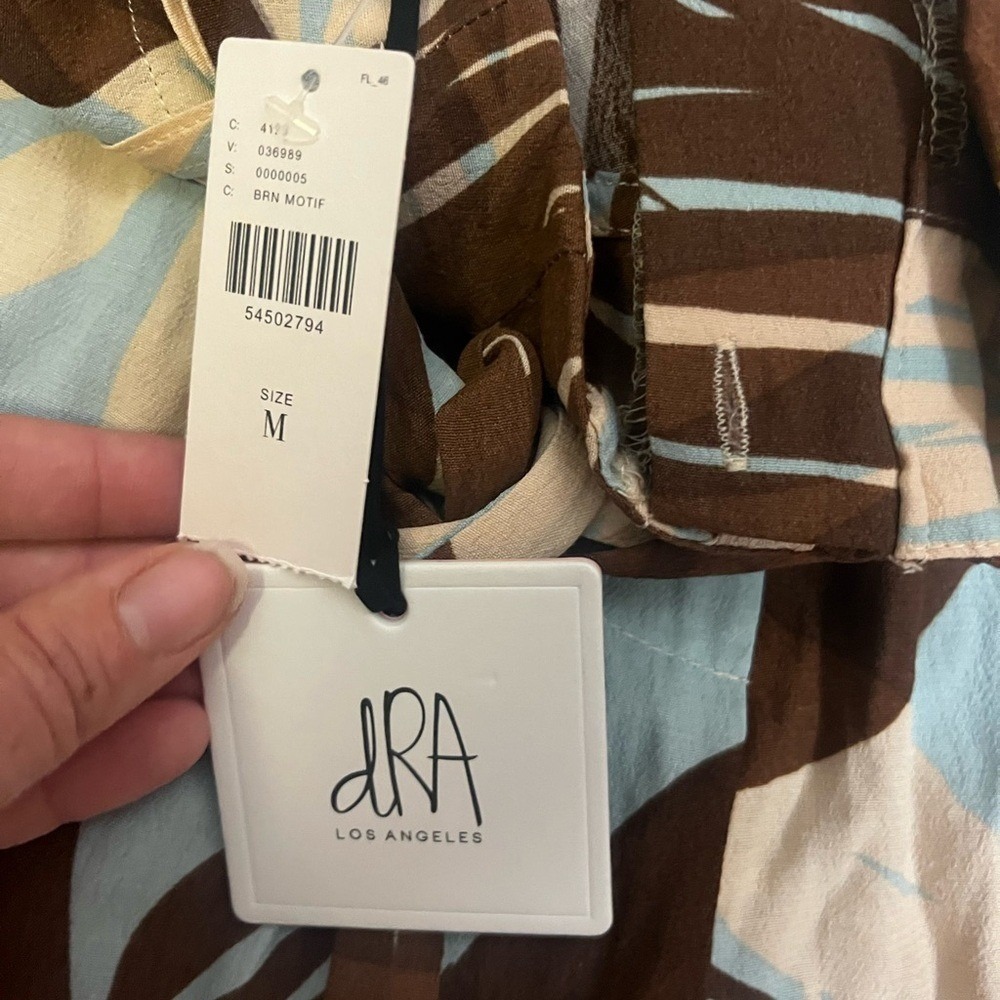 FL_46
C:
V: 036989
S: 0000005
C: BRN MOTIF
54502794
SIZE
M
dRA
LOS ANGELES